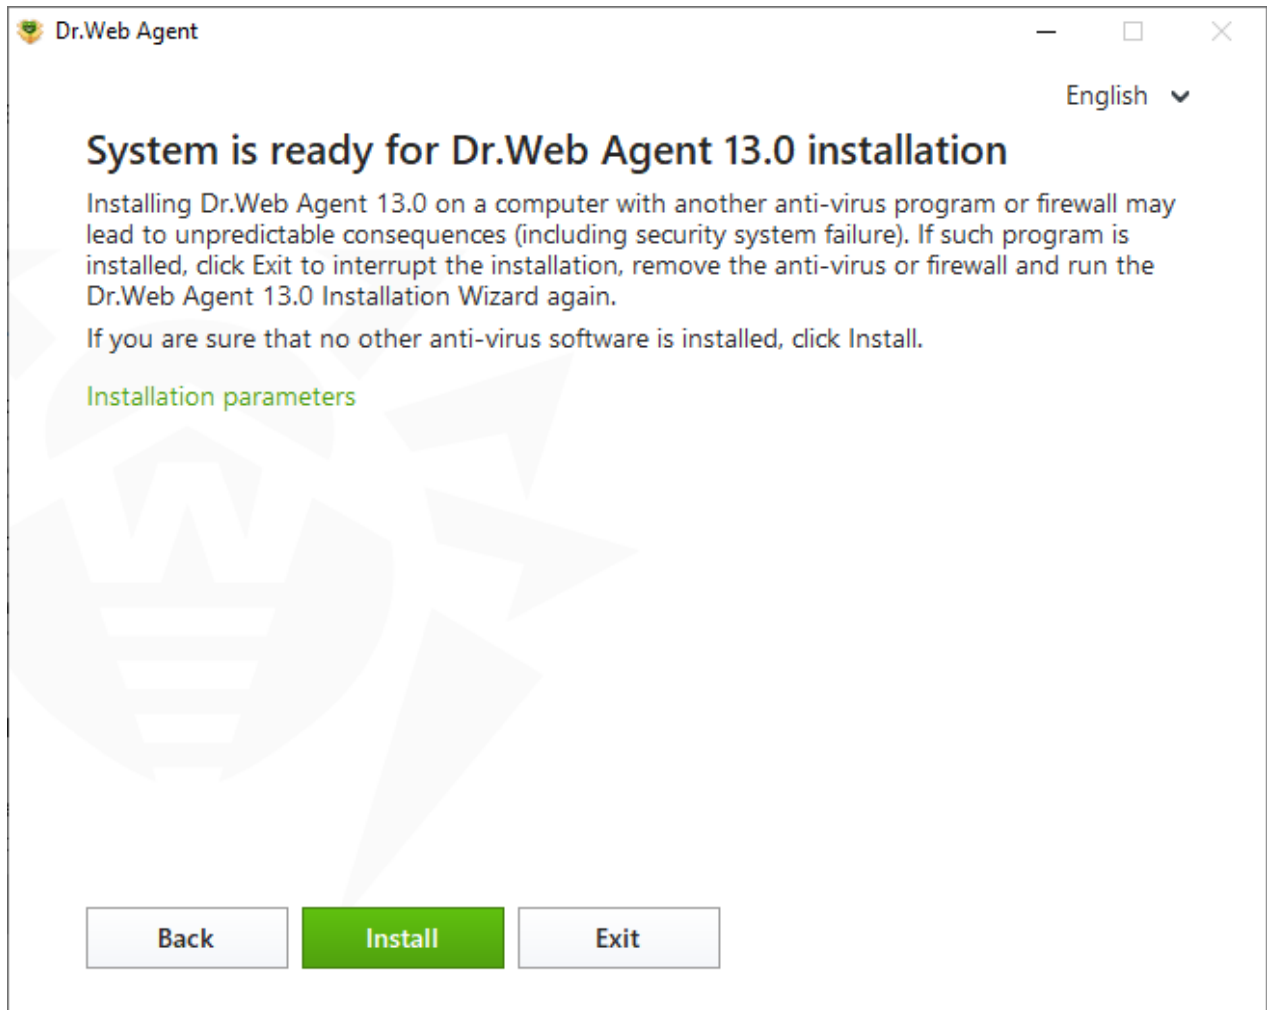 Dr.Web Agent
English
System is ready for Dr.Web Agent 13.0 installation
Installing Dr.Web Agent 13.0 on a computer with another anti-virus program or firewall may
lead to unpredictable consequences (including security system failure). If such program is
installed, click Exit to interrupt the installation, remove the anti-virus or firewall and run the
Dr.Web Agent 13.0 Installation Wizard again.
If you are sure that no other anti-virus software is installed, click Install.
Installation parameters
Back
Install
Exit